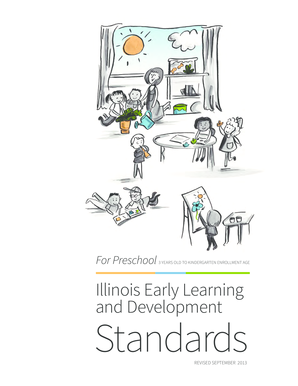 For Preschool 3 YEARS OLD TO KINDERGARTEN ENROLLMENT AGE
Illinois Early Learning
and Development
Standards
REVISED SEPTEMBER 2013